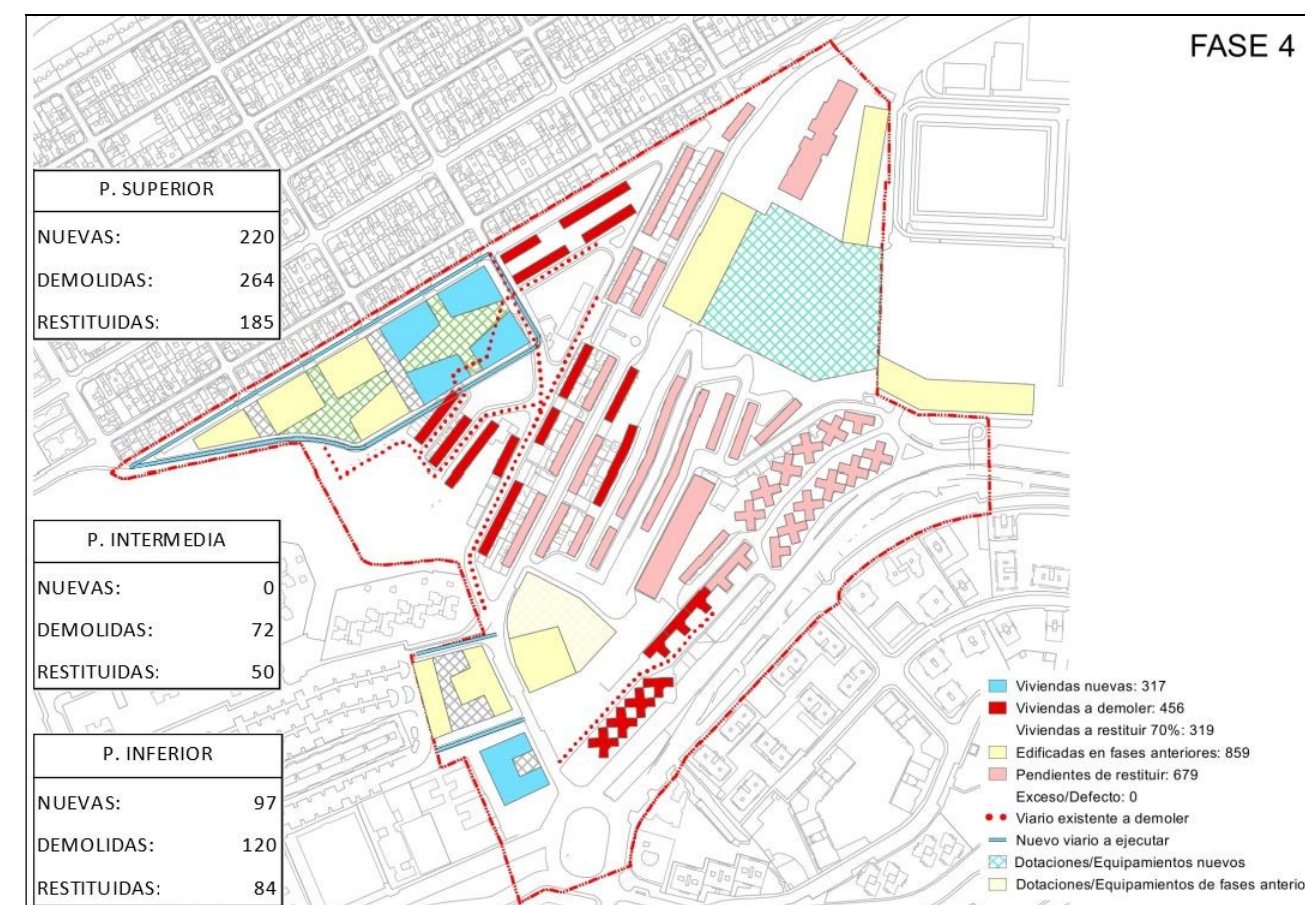 FASE 4
P. SUPERIOR
NUEVAS: 220
DEMOLIDAS: 264
RESTITUIDAS: 185
P. INTERMEDIA
NUEVAS: 0
DEMOLIDAS: 72
RESTITUIDAS: 50
P. INFERIOR
NUEVAS: 97
DEMOLIDAS: 120
RESTITUIDAS: 84
Viviendas nuevas: 317
Viviendas a demoler: 456
Viviendas a restituir 70%: 319
Edificadas en fases anteriores: 859
Pendientes de restituir: 679
Exceso/Defecto: 0
Viario existente a demoler
Nuevo viario a ejecutar
Dotaciones/Equipamientos nuevos
Dotaciones/Equipamientos de fases anterio